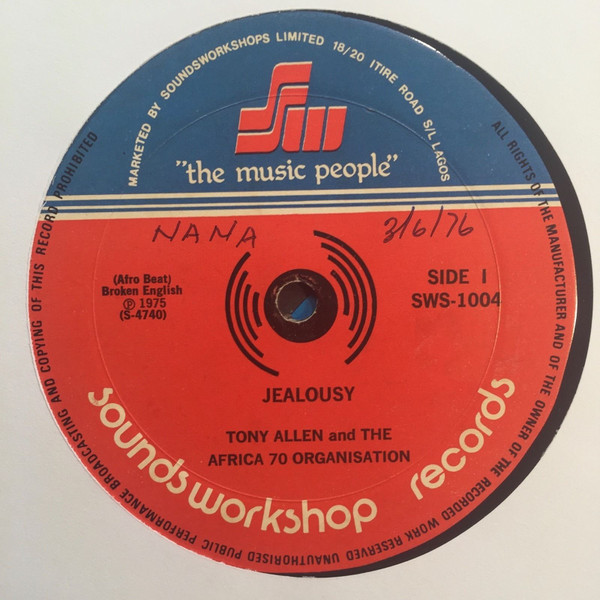 MARKETED BY SOUNDSWORKSHOPS LIMITED 18/20 ITIRE ROAD S/L LAGOS
SW
"the music people"
NANA 3/6/76
(Afro Beat)
Broken English
℗ 1975
(S-4740)
SIDE I
SWS-1004
JEALOUSY
TONY ALLEN and THE
AFRICA 70 ORGANISATION
soundsworkshop records
ALL RIGHTS OF THE MANUFACTURER AND OF THE OWNER OF THE RECORDED WORK RESERVED UNAUTHORISED PUBLIC PERFORMANCE BROADCASTING AND COPYING OF THIS RECORD PROHIBITED